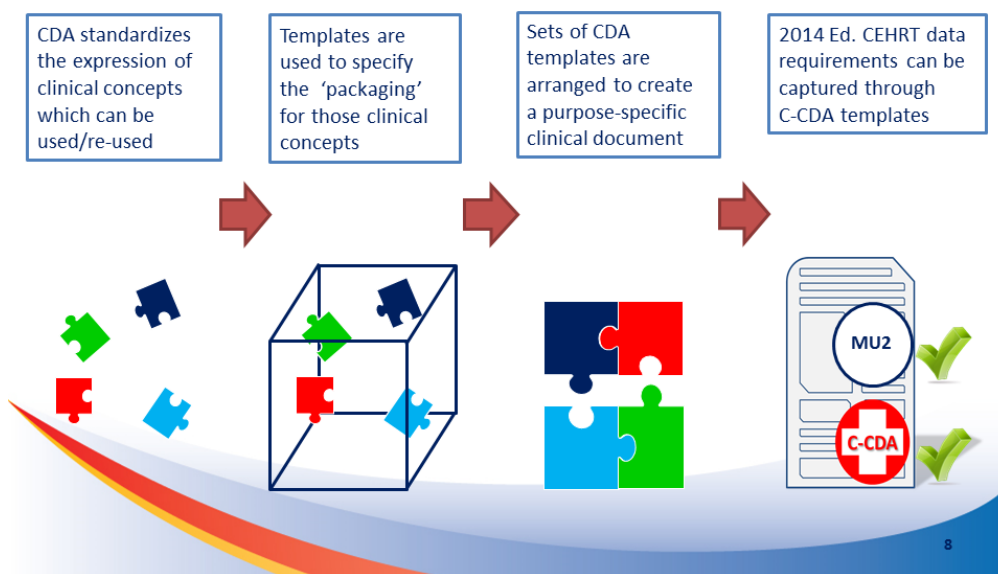 CDA standardizes
the expression of
clinical concepts
which can be
used/re-used
Templates are
used to specify
the ‘packaging’
for those clinical
concepts
Sets of CDA
templates are
arranged to create
a purpose-specific
clinical document
2014 Ed. CEHRT data
requirements can be
captured through
C-CDA templates
MU2
C-CDA
8